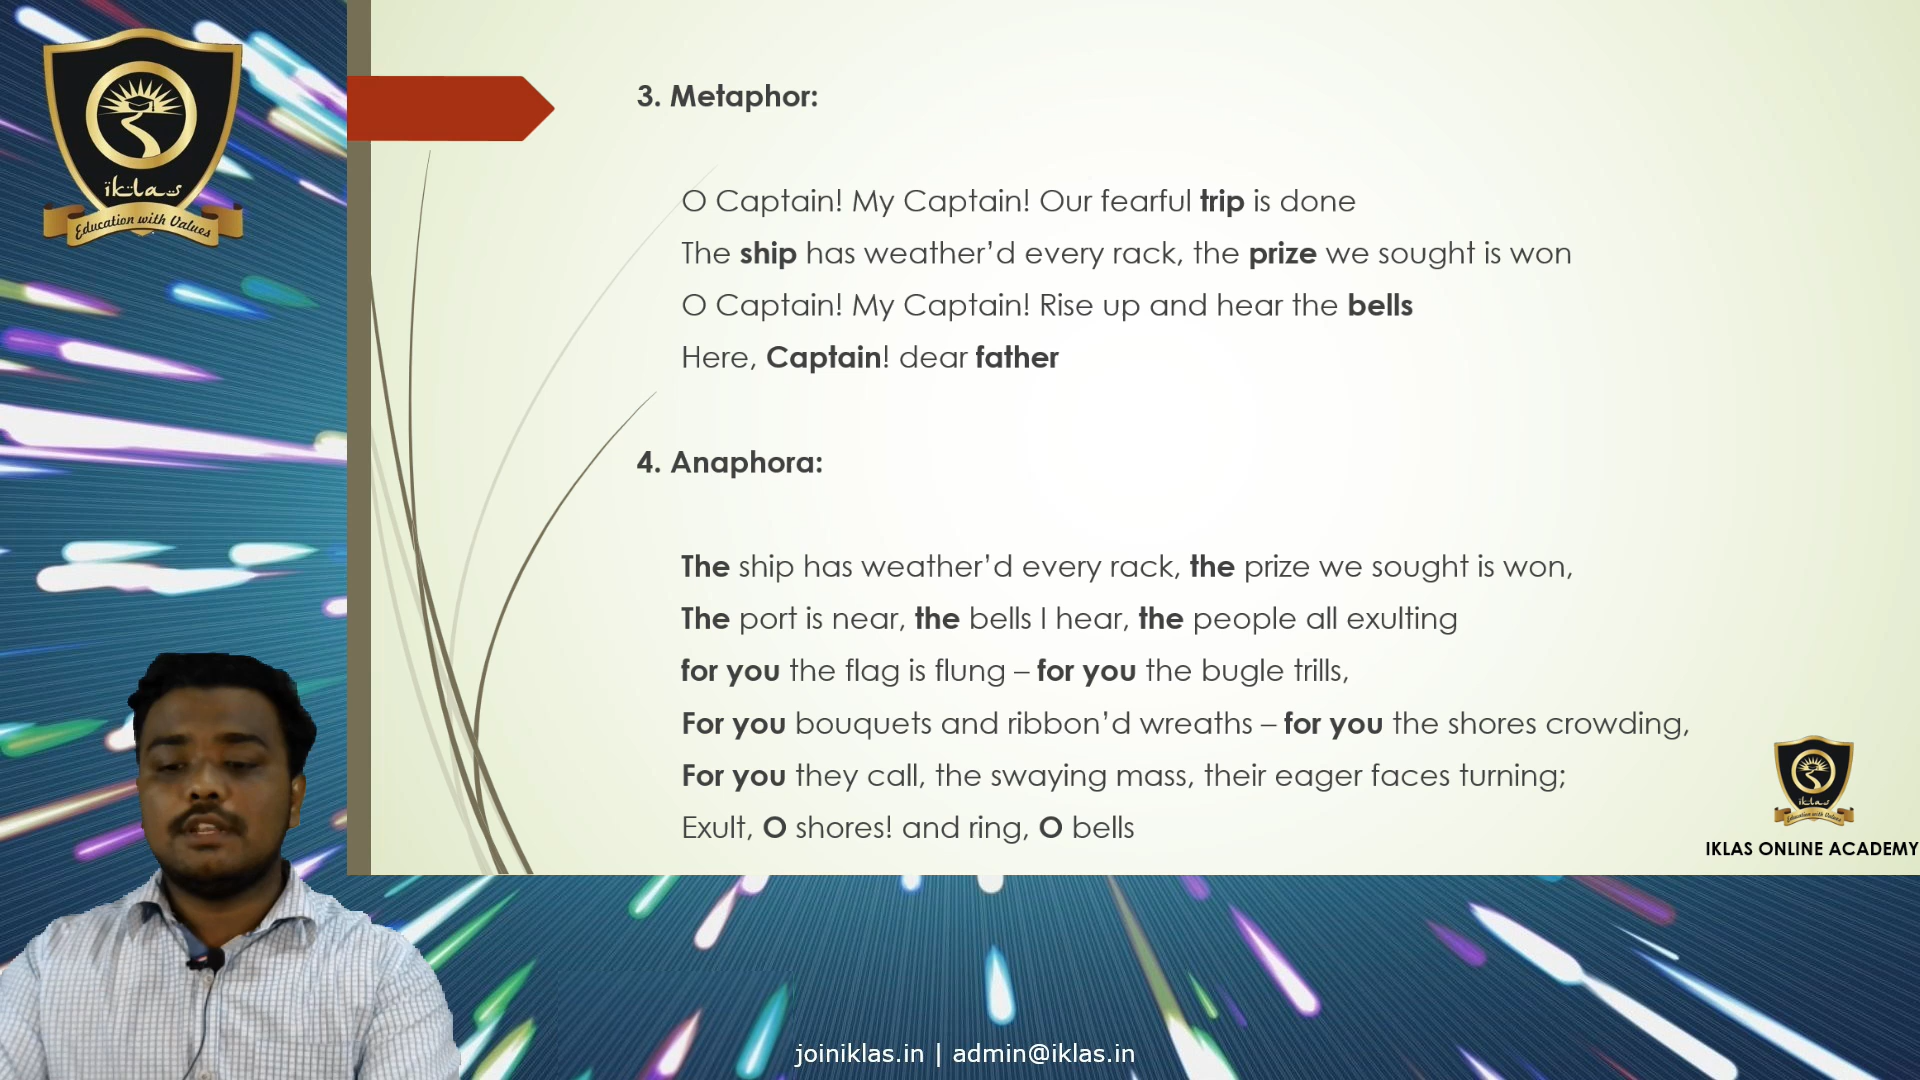 iklas
Education with Values
3. Metaphor:
O Captain! My Captain! Our fearful trip is done
The ship has weather’d every rack, the prize we sought is won
O Captain! My Captain! Rise up and hear the bells
Here, Captain! dear father
4. Anaphora:
The ship has weather’d every rack, the prize we sought is won,
The port is near, the bells I hear, the people all exulting
for you the flag is flung – for you the bugle trills,
For you bouquets and ribbon’d wreaths – for you the shores crowding,
For you they call, the swaying mass, their eager faces turning;
Exult, O shores! and ring, O bells
iklas
Education with Values
IKLAS ONLINE ACADEMY
joiniklas.in | admin@iklas.in